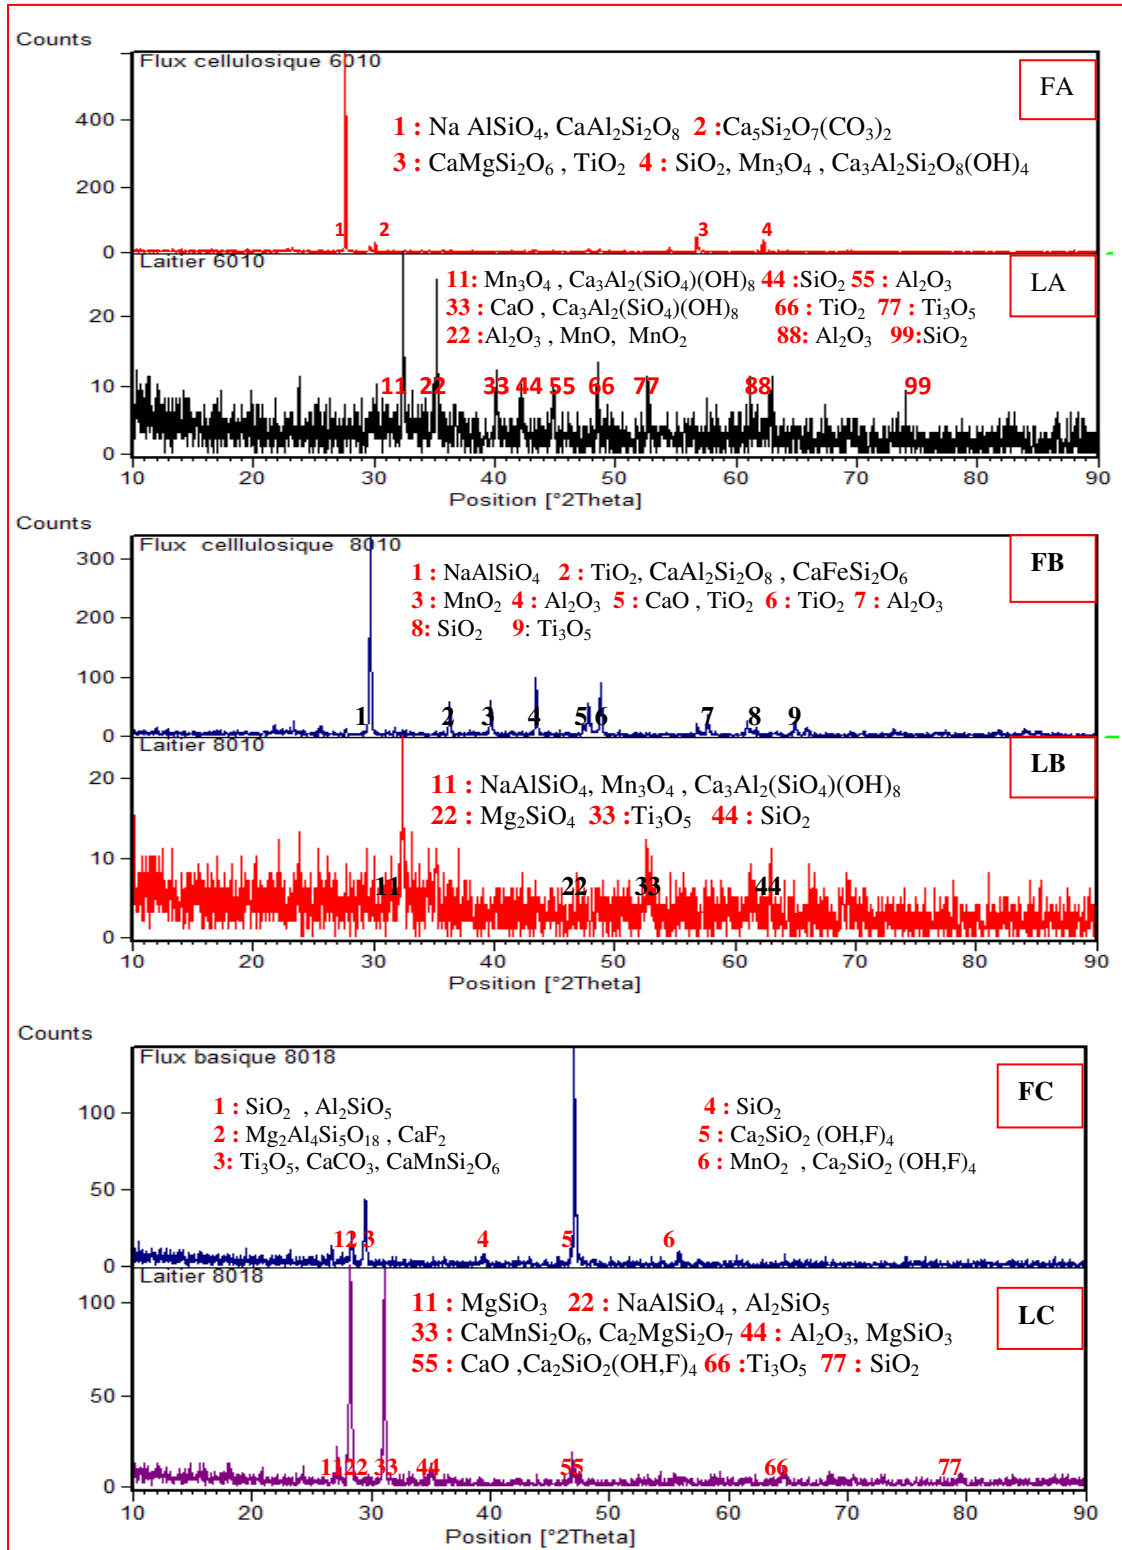 Counts
Flux cellulosique 6010
FA
1 : Na AlSiO₄, CaAl₂Si₂O₈ 2 :Ca₅Si₂O₇(CO₃)₂
3 : CaMgSi₂O₆ , TiO₂ 4 : SiO₂, Mn₃O₄ , Ca₃Al₂Si₂O₈(OH)₄
400
200
0
1 2 3 4
Laitier 6010
LA
11: Mn₃O₄ , Ca₃Al₂(SiO₄)(OH)₈ 44 :SiO₂ 55 : Al₂O₃
33 : CaO , Ca₃Al₂(SiO₄)(OH)₈ 66 : TiO₂ 77 : Ti₃O₅
22 :Al₂O₃ , MnO, MnO₂ 88: Al₂O₃ 99:SiO₂
20
10
0
11 22 33 44 55 66 77 88 99
10 20 30 40 50 60 70 80 90
Position [°2Theta]
Counts
Flux celllulosique 8010
FB
1 : NaAlSiO₄ 2 : TiO₂, CaAl₂Si₂O₈ , CaFeSi₂O₆
3 : MnO₂ 4 : Al₂O₃ 5 : CaO , TiO₂ 6 : TiO₂ 7 : Al₂O₃
8: SiO₂ 9: Ti₃O₅
300
200
100
0
1 2 3 4 5 6 7 8 9
Laitier 8010
LB
11 : NaAlSiO₄, Mn₃O₄ , Ca₃Al₂(SiO₄)(OH)₈
22 : Mg₂SiO₄ 33 :Ti₃O₅ 44 : SiO₂
20
10
0
11 22 33 44
10 20 30 40 50 60 70 80 90
Position [°2Theta]
Counts
Flux basique 8018
FC
1 : SiO₂ , Al₂SiO₅
2 : Mg₂Al₄Si₅O₁₈ , CaF₂
3: Ti₃O₅, CaCO₃, CaMnSi₂O₆
4 : SiO₂
5 : Ca₂SiO₂ (OH,F)₄
6 : MnO₂ , Ca₂SiO₂ (OH,F)₄
100
50
0
12 3 4 5 6
Laitier 8018
LC
11 : MgSiO₃ 22 : NaAlSiO₄ , Al₂SiO₅
33 : CaMnSi₂O₆, Ca₂MgSi₂O₇ 44 : Al₂O₃, MgSiO₃
55 : CaO ,Ca₂SiO₂(OH,F)₄ 66 :Ti₃O₅ 77 : SiO₂
100
50
0
1122 33 44 55 66 77
10 20 30 40 50 60 70 80 90
Position [°2Theta]